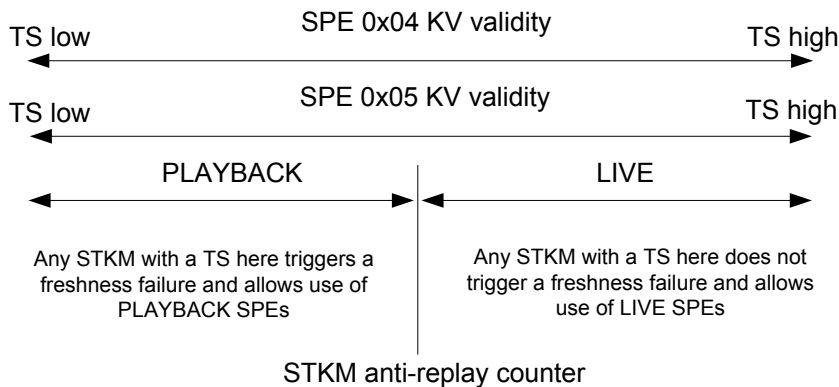 SPE 0x04 KV validity
TS low
TS high
SPE 0x05 KV validity
TS low
TS high
PLAYBACK
LIVE
Any STKM with a TS here triggers a
freshness failure and allows use of
PLAYBACK SPEs
Any STKM with a TS here does not
trigger a freshness failure and allows
use of LIVE SPEs
STKM anti-replay counter